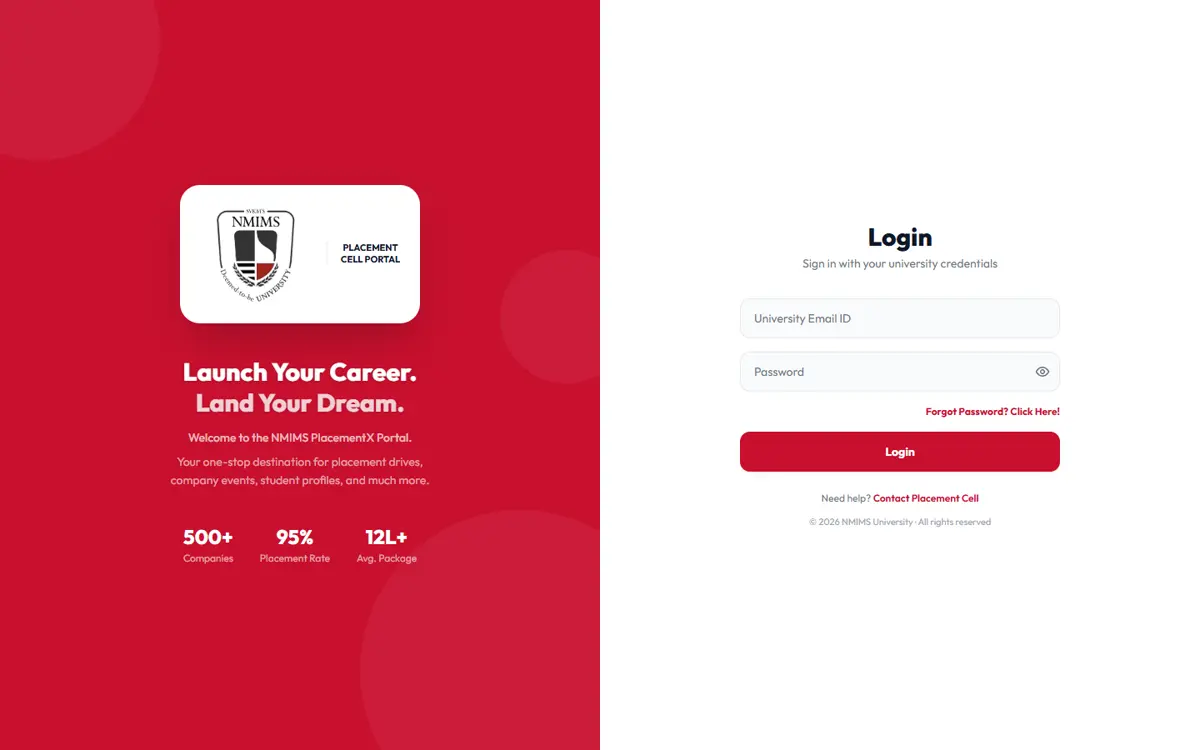 SVKM'S
NMIMS
Deemed-to-be UNIVERSITY
PLACEMENT
CELL PORTAL
Launch Your Career.
Land Your Dream.
Welcome to the NMIMS PlacementX Portal.
Your one-stop destination for placement drives,
company events, student profiles, and much more.
500+ 95% 12L+
Companies Placement Rate Avg. Package
Login
Sign in with your university credentials
University Email ID
Password
Forgot Password? Click Here!
Login
Need help? Contact Placement Cell
© 2026 NMIMS University · All rights reserved